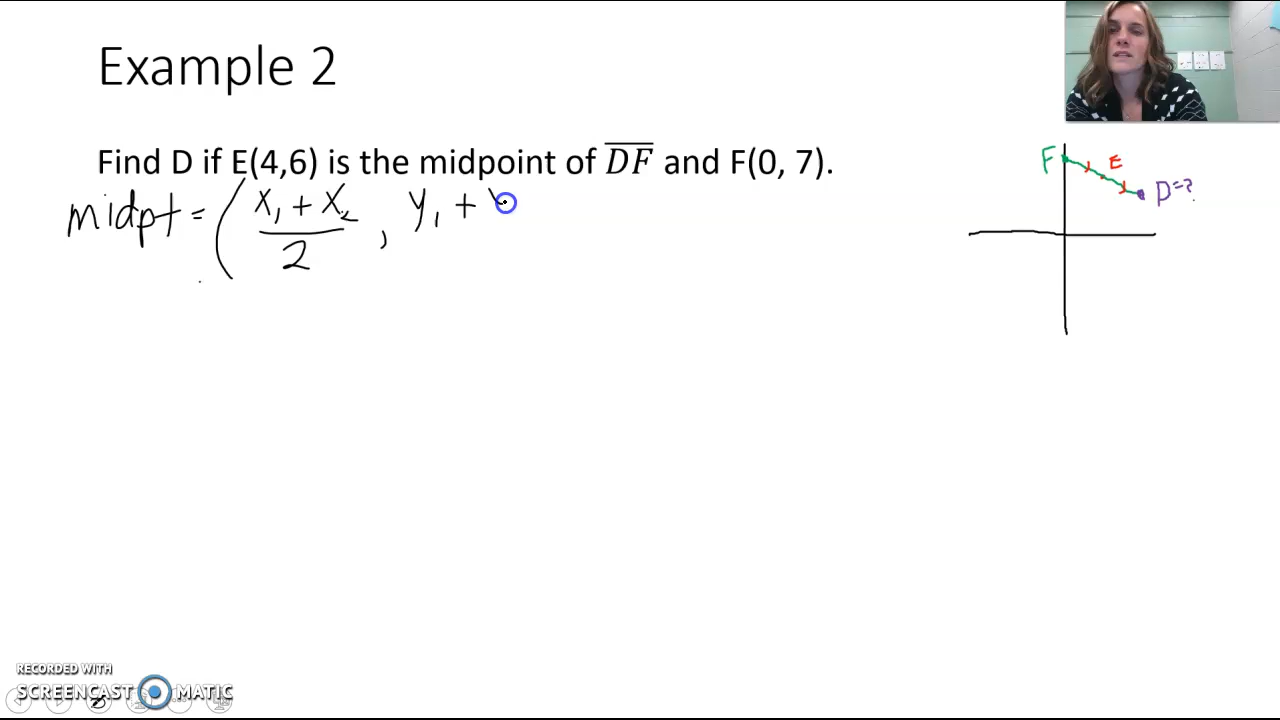 Example 2
Find D if E(4,6) is the midpoint of \overline{DF} and F(0, 7).
midpt = ( x₁ + x₂ / 2 , y₁ +
F
E
D=?
RECORDED WITH
SCREENCAST MATIC